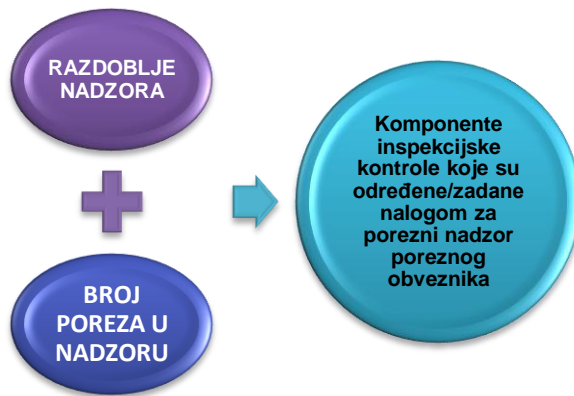 RAZDOBLJE
NADZORA
BROJ
POREZA U
NADZORU
Komponente
inspekcijske
kontrole koje su
određene/zadane
nalogom za
porezni nadzor
poreznog
obveznika